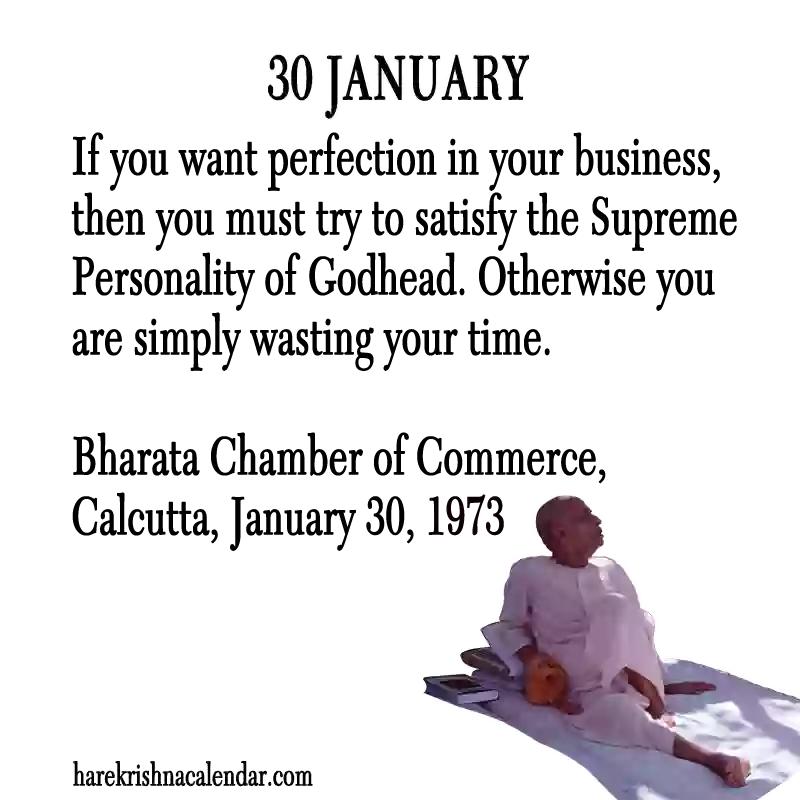 30 JANUARY
If you want perfection in your business,
then you must try to satisfy the Supreme
Personality of Godhead. Otherwise you
are simply wasting your time.
Bharata Chamber of Commerce,
Calcutta, January 30, 1973
harekrishnacalendar.com